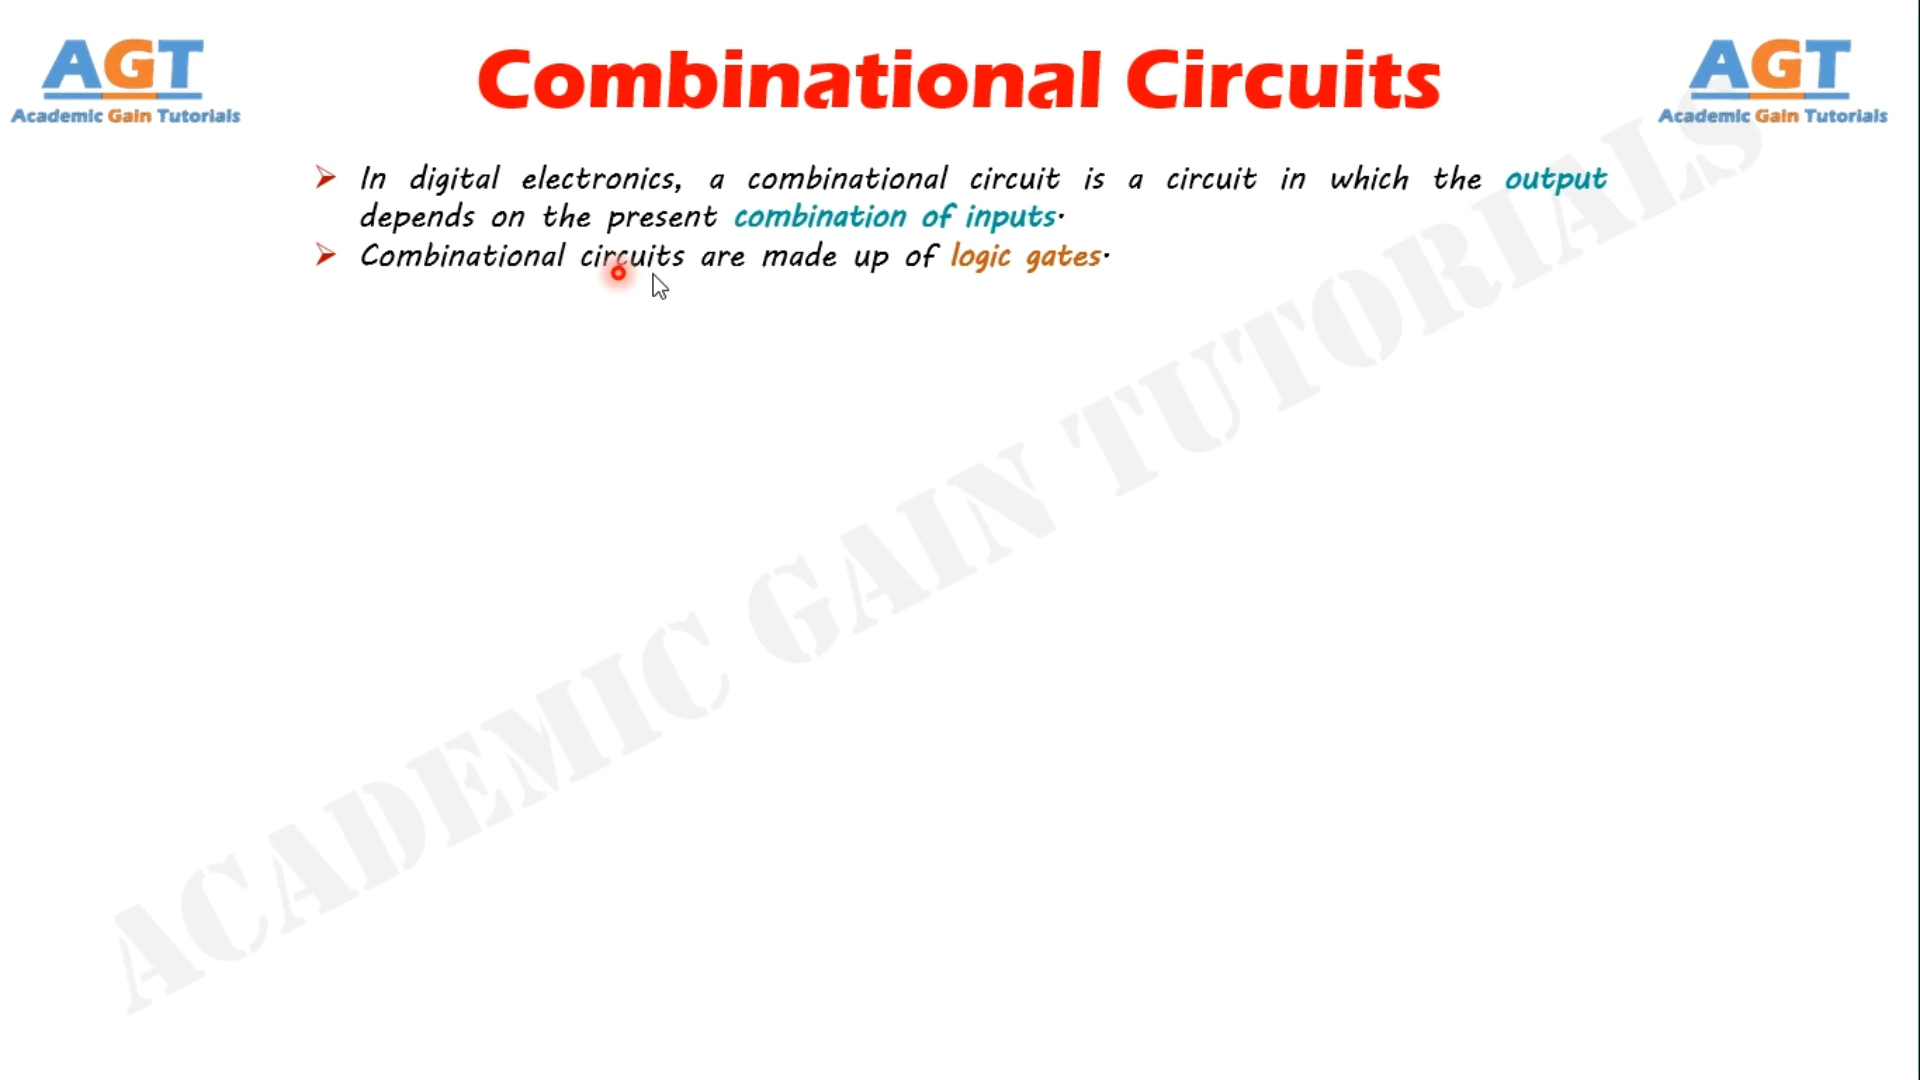 AGT
Academic Gain Tutorials
Combinational Circuits
AGT
Academic Gain Tutorials
➢ In digital electronics, a combinational circuit is a circuit in which the output
depends on the present combination of inputs.
➢ Combinational circuits are made up of logic gates.
ACADEMIC GAIN TUTORIALS